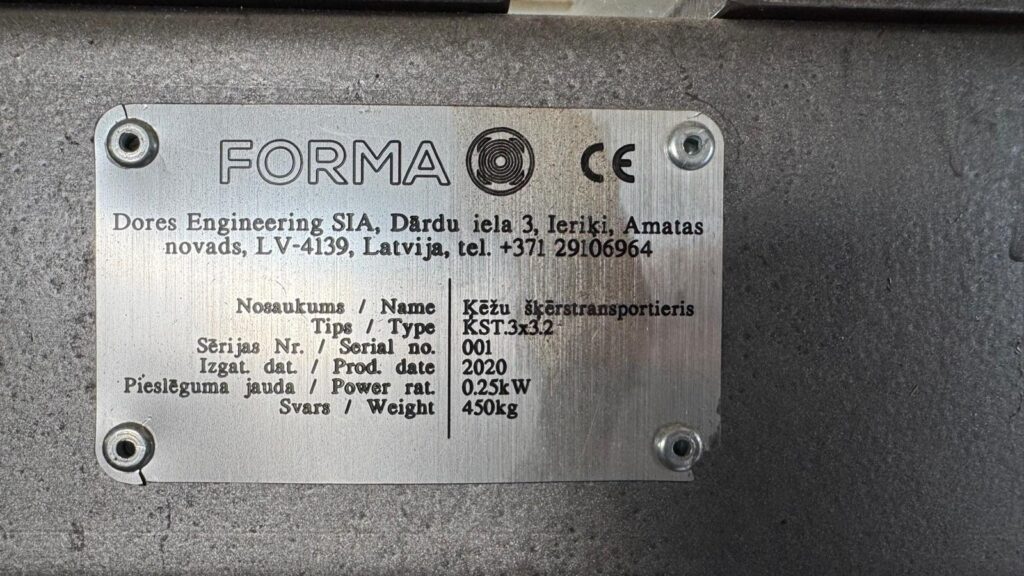 FORMA CE
Dores Engineering SIA, Dārdu iela 3, Ieriķi, Amatas
novads, LV-4139, Latvija, tel. +371 29106964
Nosaukums / Name Ķēžu šķērstransportieris
Tips / Type KST.3x3.2
Sērijas Nr. / Serial no. 001
Izgat. dat. / Prod. date 2020
Pieslēguma jauda / Power rat. 0.25kW
Svars / Weight 450kg